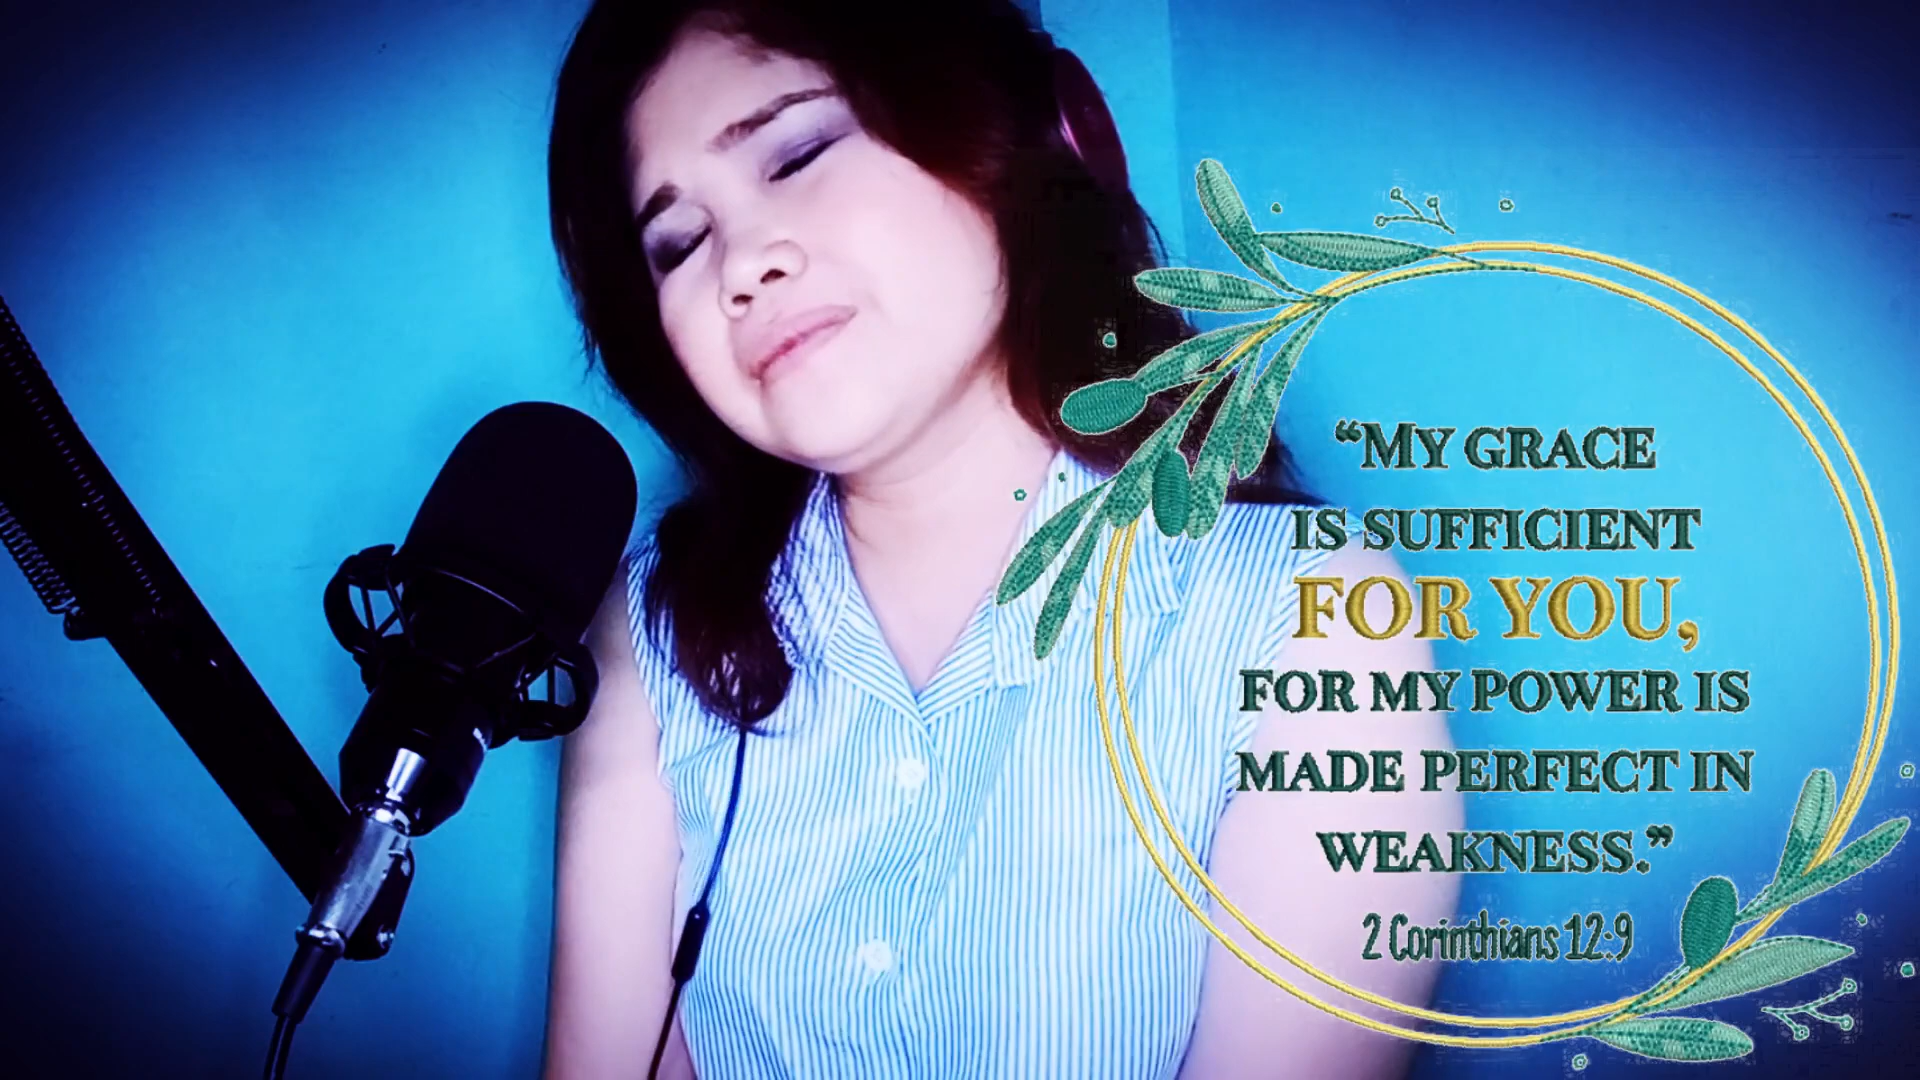 “MY GRACE
IS SUFFICIENT
FOR YOU,
FOR MY POWER IS
MADE PERFECT IN
WEAKNESS.”
2 Corinthians 12:9